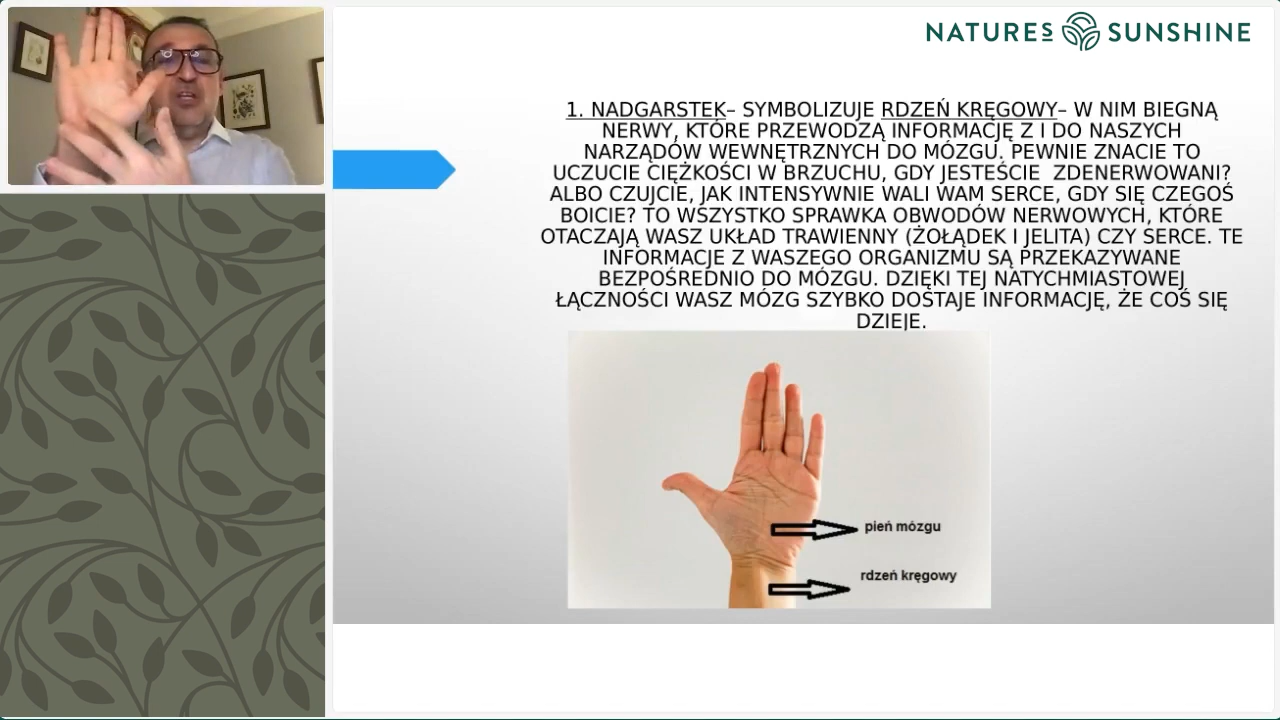 NATURES SUNSHINE
1. NADGARSTEK– SYMBOLIZUJE RDZEŃ KRĘGOWY– W NIM BIEGNĄ
NERWY, KTÓRE PRZEWODZĄ INFORMACJĘ Z I DO NASZYCH
NARZĄDÓW WEWNĘTRZNYCH DO MÓZGU. PEWNIE ZNACIE TO
UCZUCIE CIĘŻKOŚCI W BRZUCHU, GDY JESTEŚCIE  ZDENERWOWANI?
ALBO CZUJCIE, JAK INTENSYWNIE WALI WAM SERCE, GDY SIĘ CZEGOŚ
BOICIE? TO WSZYSTKO SPRAWKA OBWODÓW NERWOWYCH, KTÓRE
OTACZAJĄ WASZ UKŁAD TRAWIENNY (ŻOŁĄDEK I JELITA) CZY SERCE. TE
INFORMACJE Z WASZEGO ORGANIZMU SĄ PRZEKAZYWANE
BEZPOŚREDNIO DO MÓZGU. DZIĘKI TEJ NATYCHMIASTOWEJ
ŁĄCZNOŚCI WASZ MÓZG SZYBKO DOSTAJE INFORMACJĘ, ŻE COŚ SIĘ
DZIEJE.
pień mózgu
rdzeń kręgowy